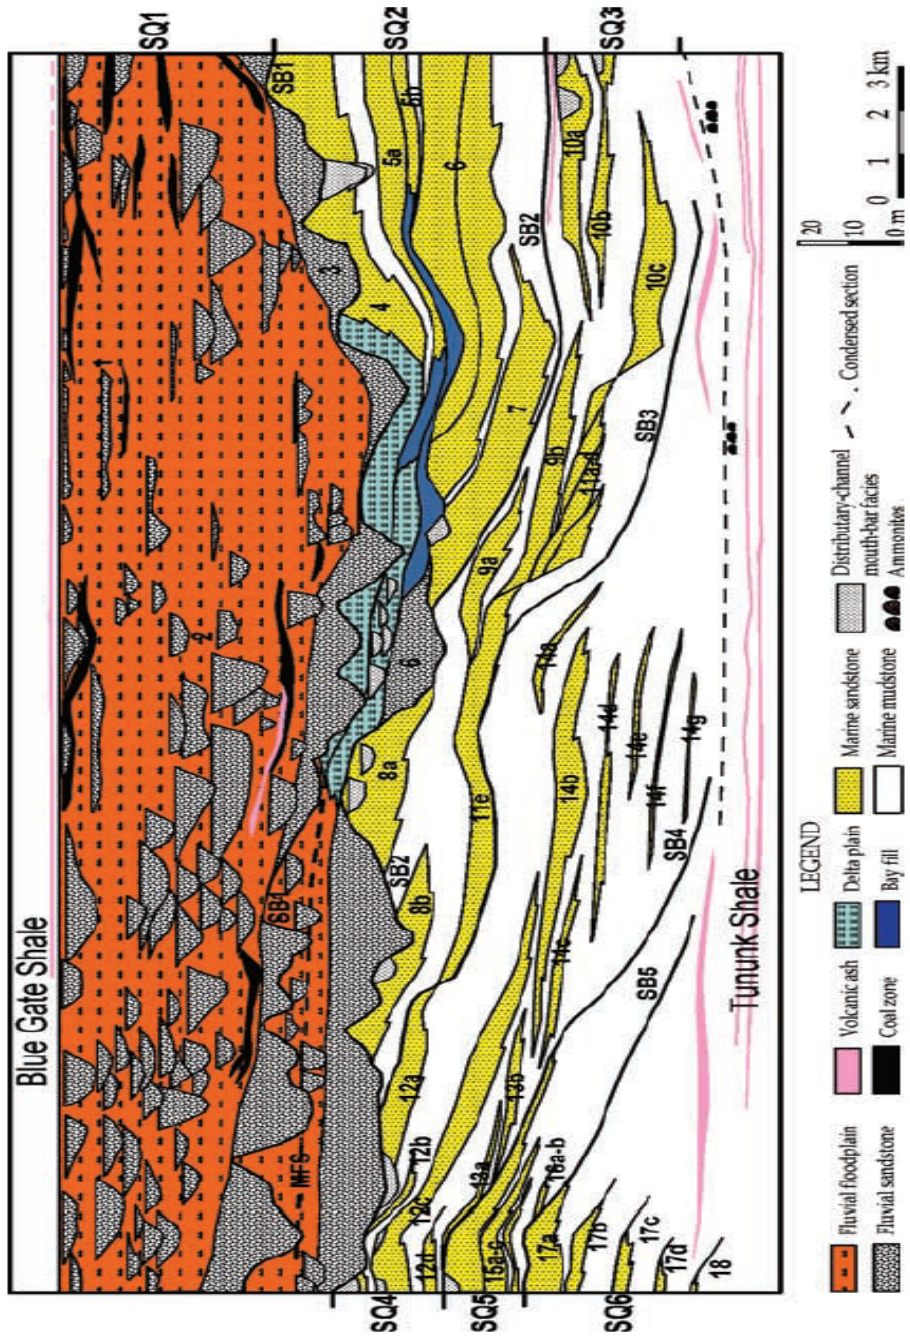 SQ1
SQ2
SQ3
Blue Gate Shale
1
2
SB1
SB1
MFS
3
4
5a
5b
6
6
7
SB2
SB2
8a
8b
9a
9b
10a
10b
10c
11a-d
11e
SB3
12a
12b
12c
12d
13a
13b
14a
14b
14c
14d
14e
14f
14g
SB4
15a-c
16a-b
SB5
17a
17b
17c
17d
18
Tununk Shale
SQ4
SQ5
SQ6
LEGEND
Fluvial floodplain
Fluvial sandstone
Volcanic ash
Coal zone
Delta plain
Bay fill
Marine sandstone
Marine mudstone
Distributary-channel
mouth-bar facies
Ammonites
Condensed section
20
10
0 m
0 1 2 3 km